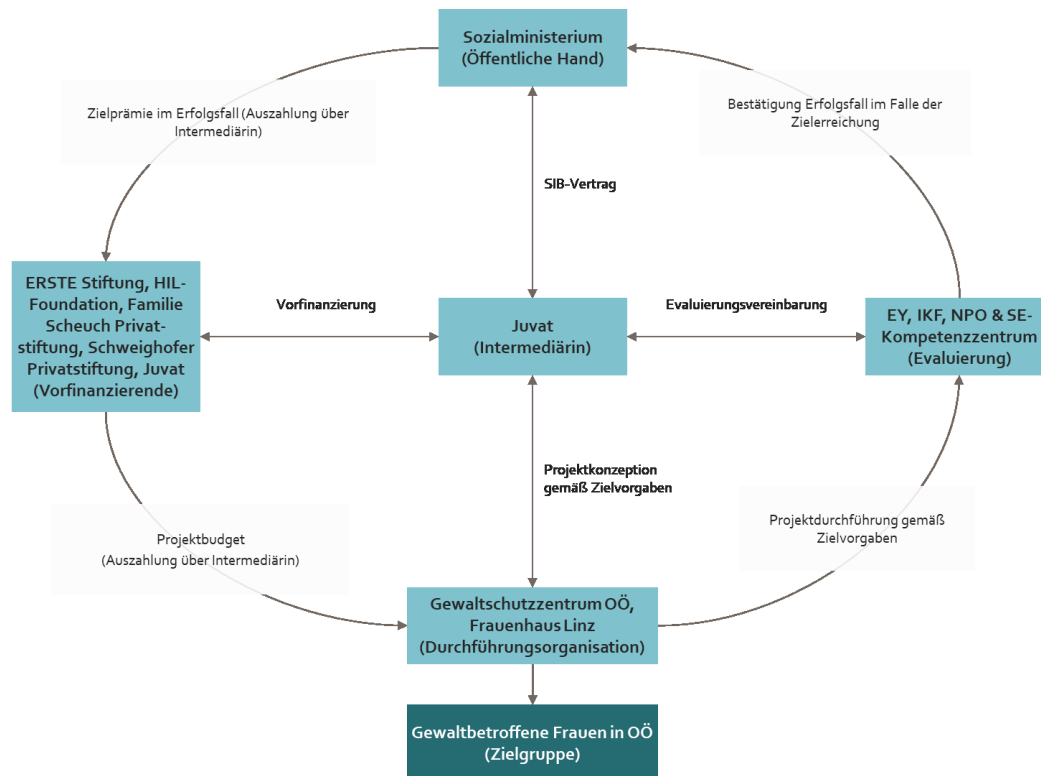 Sozialministerium
(Öffentliche Hand)
Zielprämie im Erfolgsfall (Auszahlung über
Intermediärin)
Bestätigung Erfolgsfall im Falle der
Zielerreichung
SIB-Vertrag
ERSTE Stiftung, HIL-
Foundation, Familie
Scheuch Privat-
stiftung, Schweighofer
Privatstiftung, Juvat
(Vorfinanzierende)
Vorfinanzierung
Juvat
(Intermediärin)
Evaluierungsvereinbarung
EY, IKF, NPO & SE-
Kompetenzzentrum
(Evaluierung)
Projektkonzeption
gemäß Zielvorgaben
Projektbudget
(Auszahlung über Intermediärin)
Projektdurchführung gemäß
Zielvorgaben
Gewaltschutzzentrum OÖ,
Frauenhaus Linz
(Durchführungsorganisation)
Gewaltbetroffene Frauen in OÖ
(Zielgruppe)